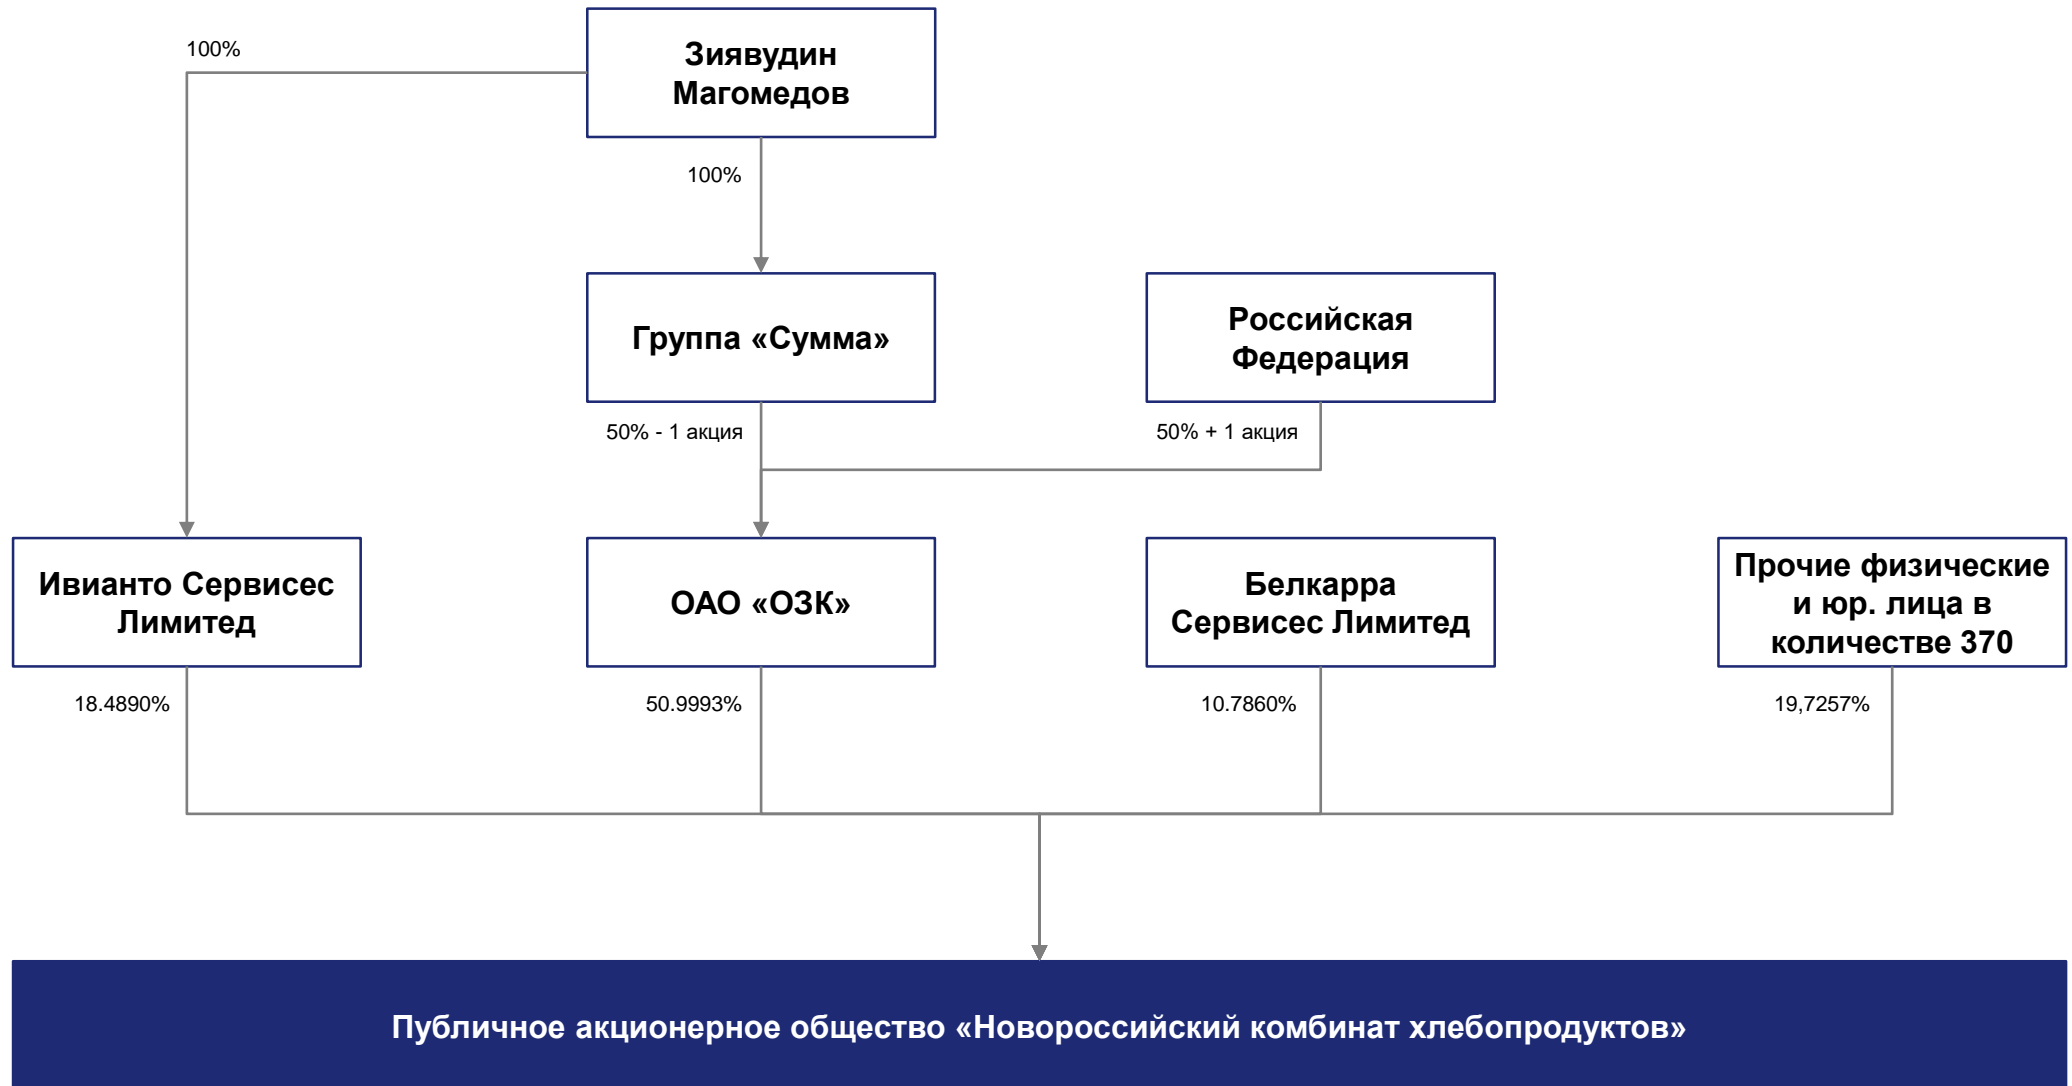 100%
Зиявудин
Магомедов
100%
Группа «Сумма»
Российская
Федерация
50% - 1 акция
50% + 1 акция
Ивианто Сервисес
Лимитед
ОАО «ОЗК»
Белкарра
Сервисес Лимитед
Прочие физические
и юр. лица в
количестве 370
18.4890%
50.9993%
10.7860%
19,7257%
Публичное акционерное общество «Новороссийский комбинат хлебопродуктов»